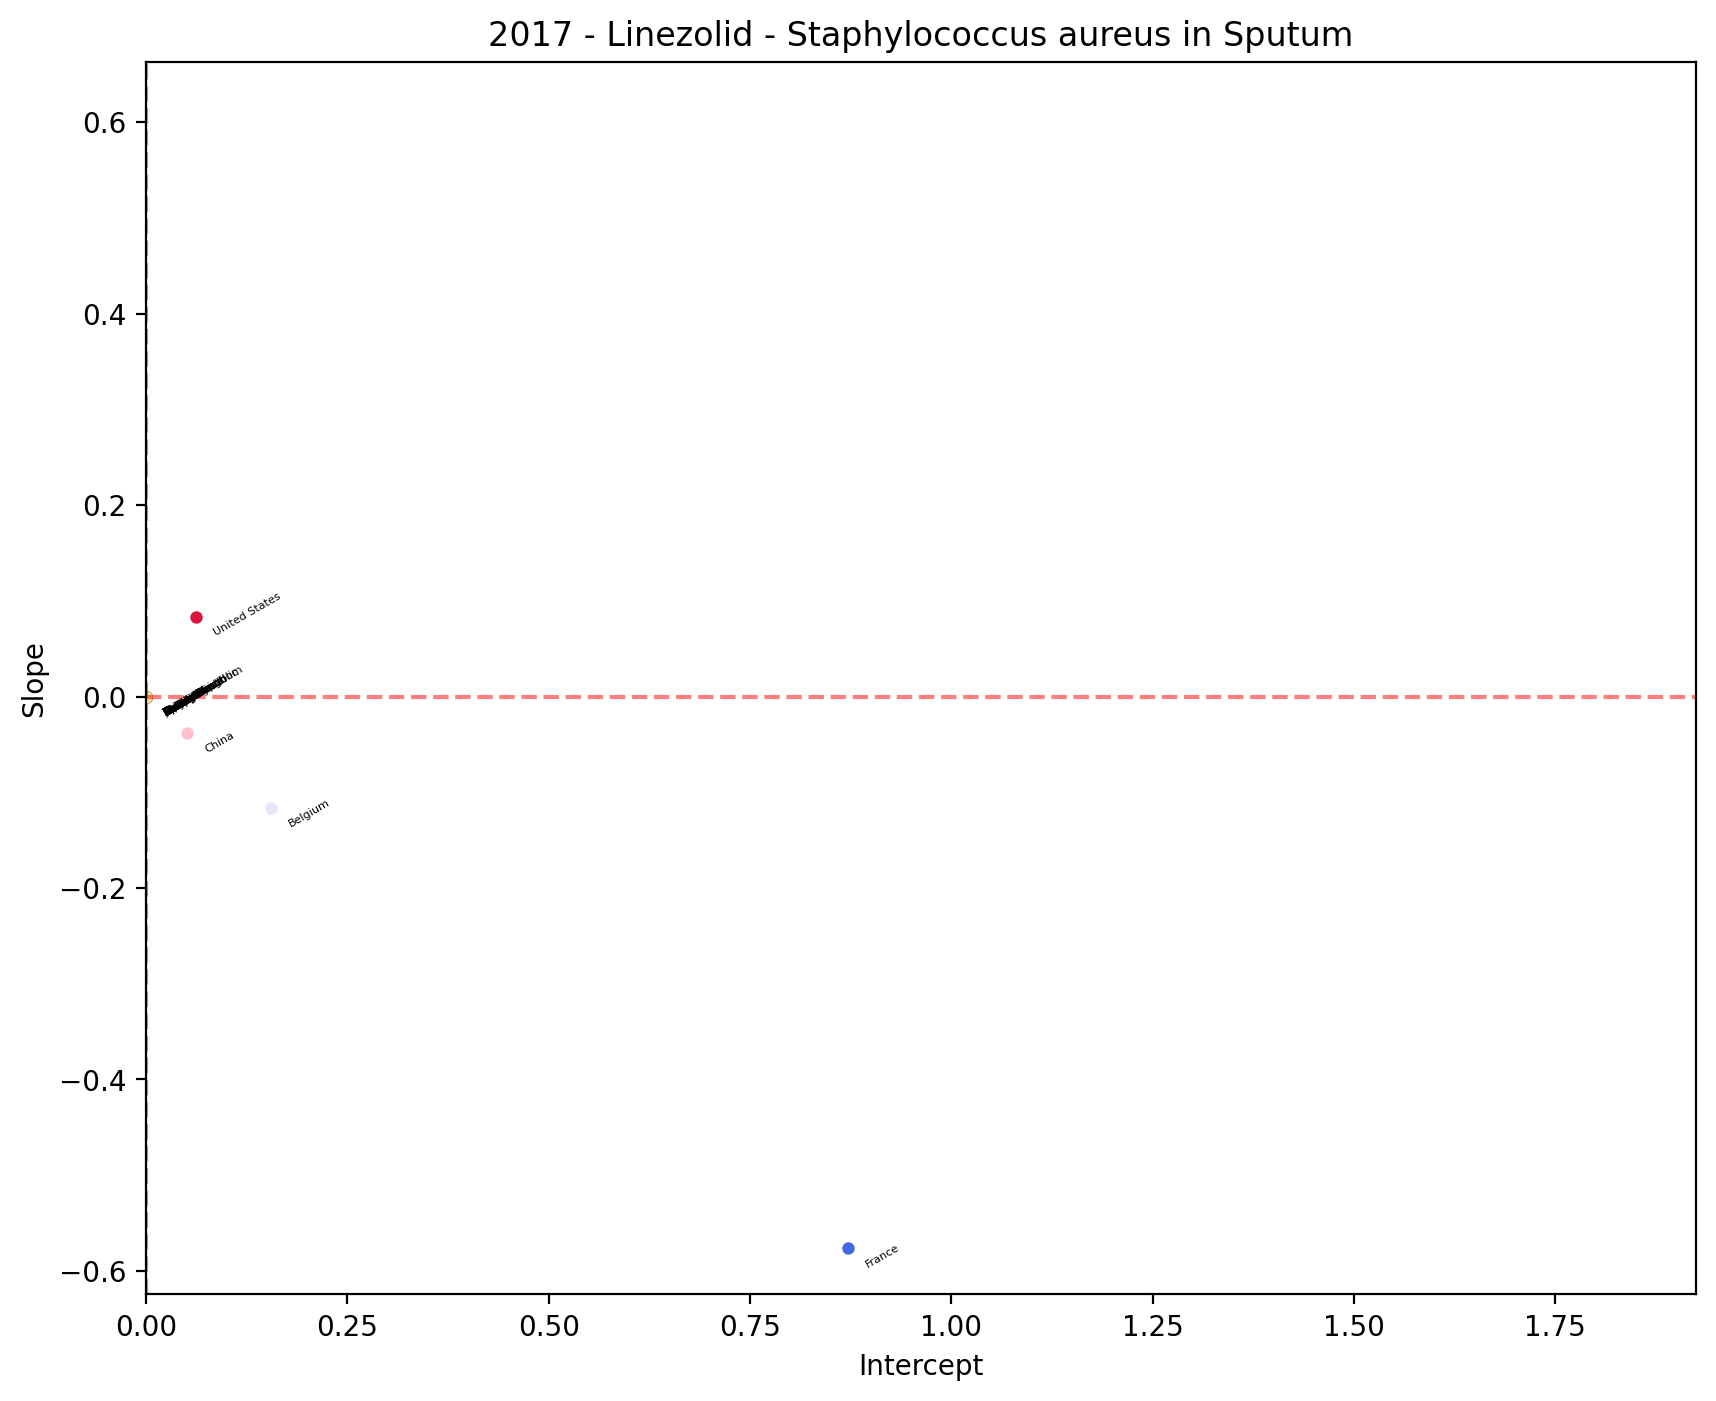 2017 - Linezolid - Staphylococcus aureus in Sputum
Slope
0.6
0.4
0.2
0.0
−0.2
−0.4
−0.6
United States
China
Belgium
France
0.00 0.25 0.50 0.75 1.00 1.25 1.50 1.75
Intercept